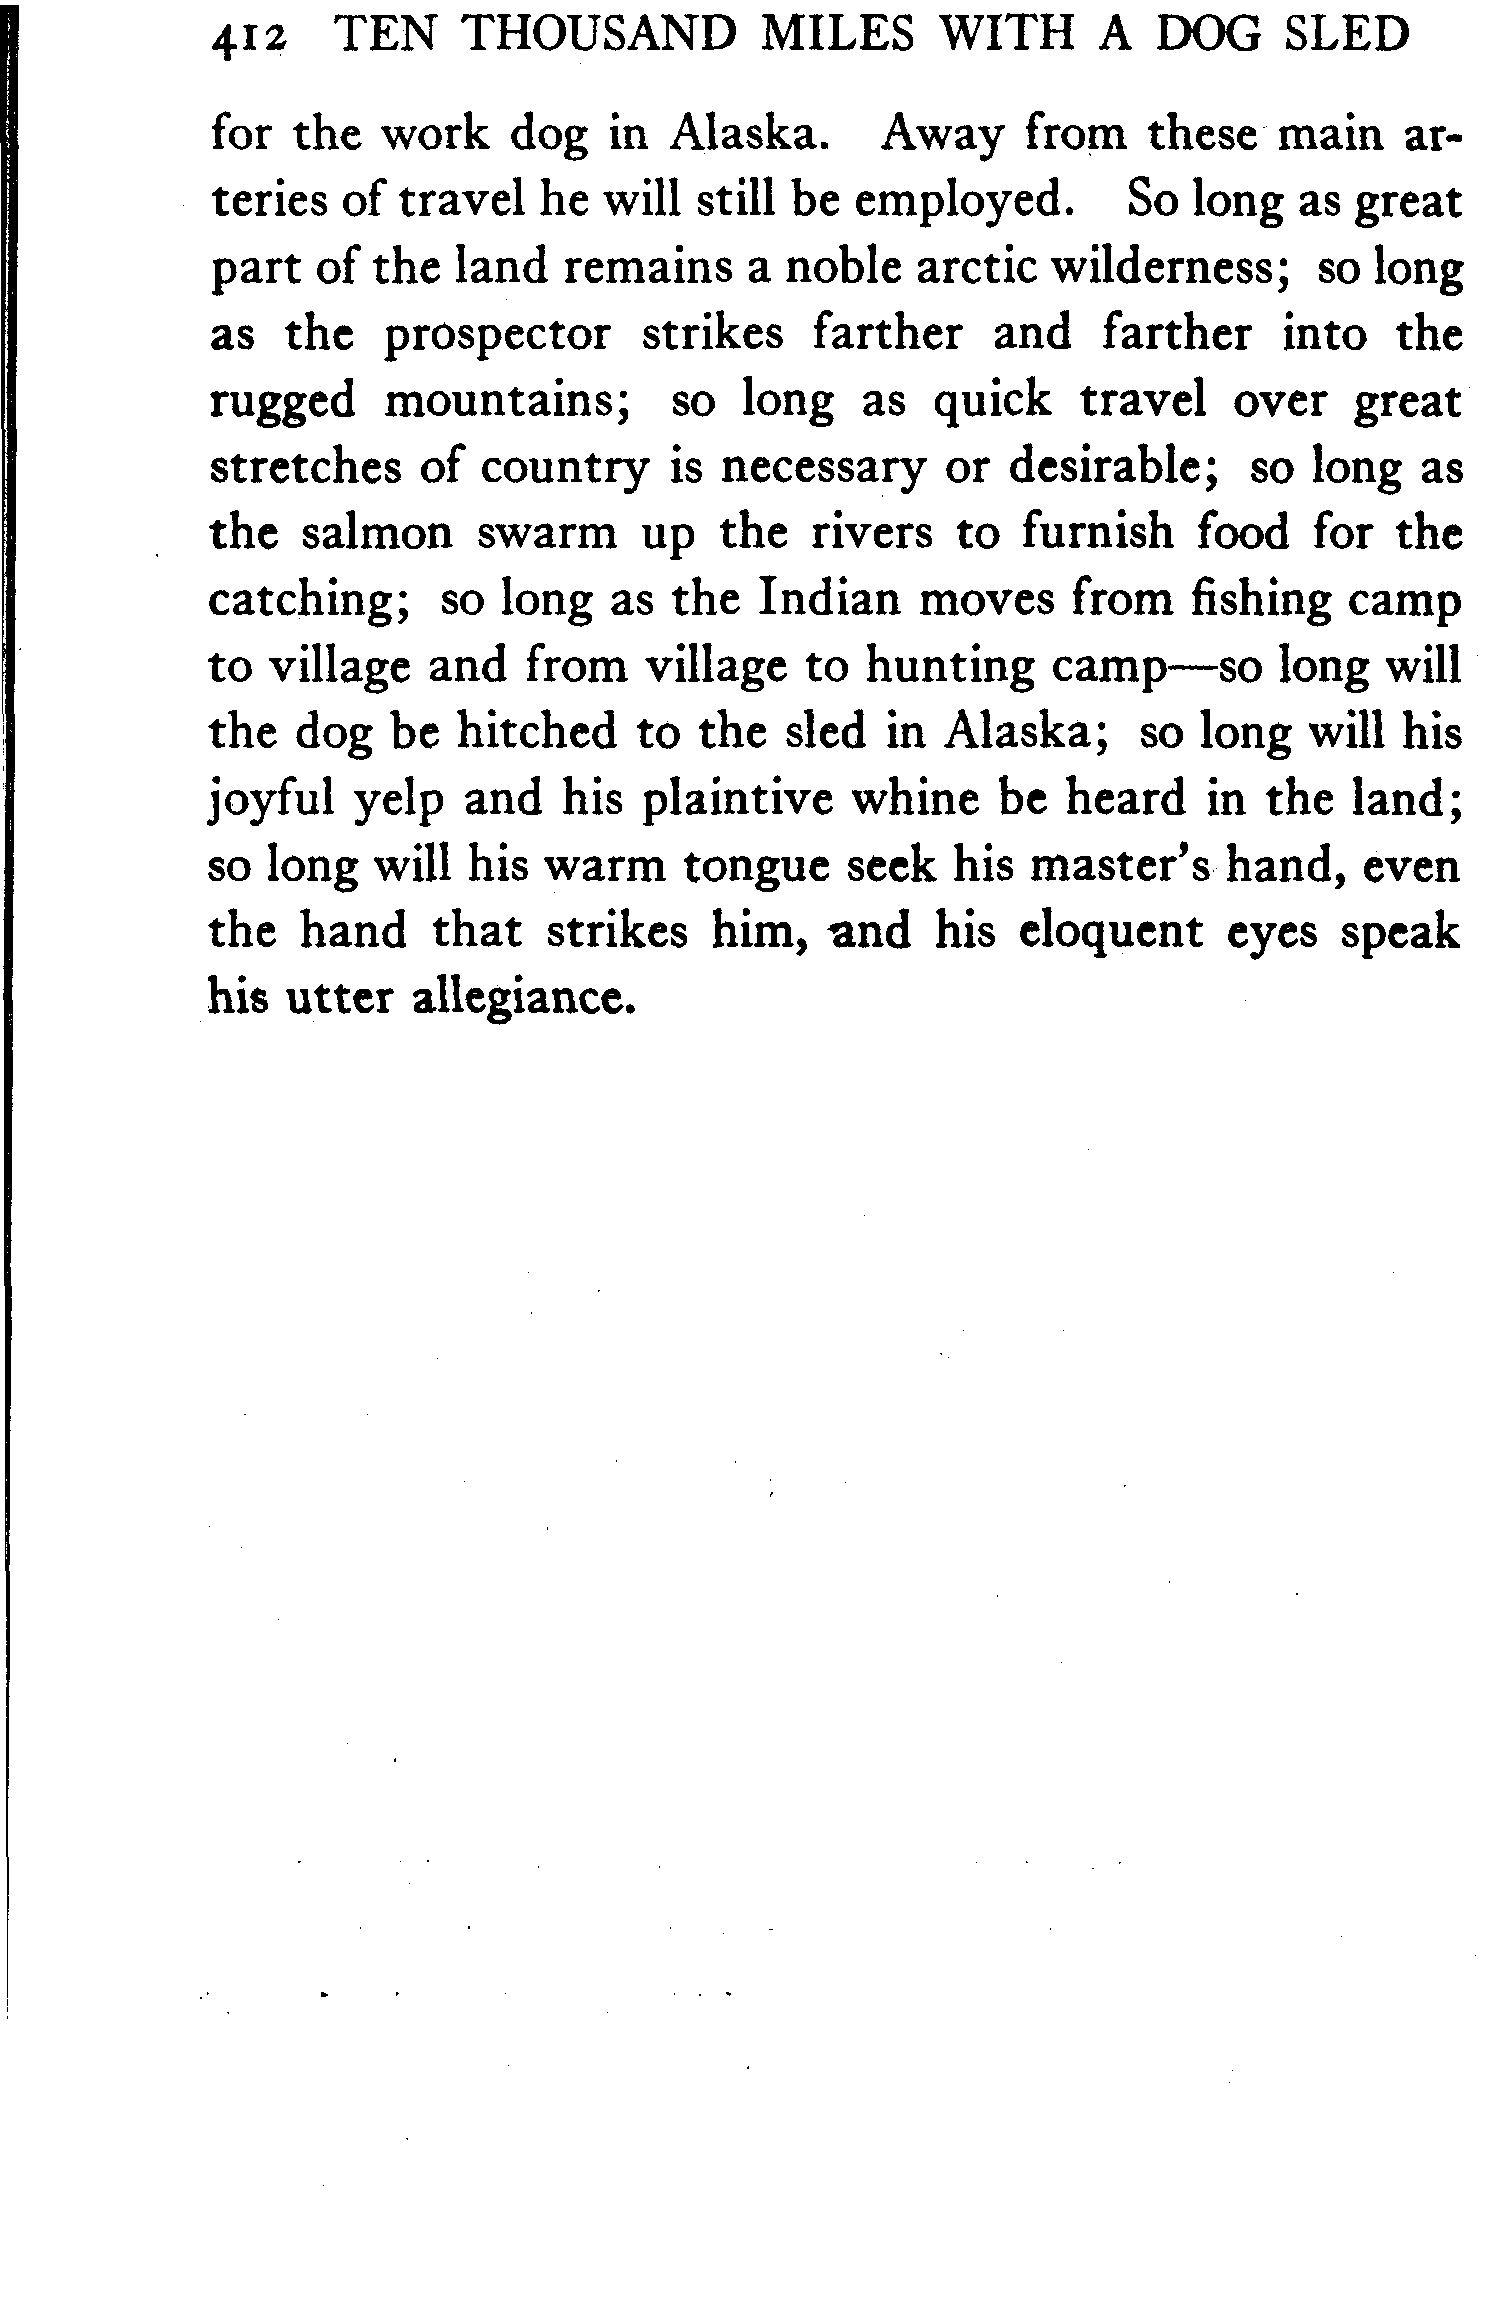 412 TEN THOUSAND MILES WITH A DOG SLED
for the work dog in Alaska. Away from these main ar-
teries of travel he will still be employed. So long as great
part of the land remains a noble arctic wilderness; so long
as the prospector strikes farther and farther into the
rugged mountains; so long as quick travel over great
stretches of country is necessary or desirable; so long as
the salmon swarm up the rivers to furnish food for the
catching; so long as the Indian moves from fishing camp
to village and from village to hunting camp—so long will
the dog be hitched to the sled in Alaska; so long will his
joyful yelp and his plaintive whine be heard in the land;
so long will his warm tongue seek his master's hand, even
the hand that strikes him, and his eloquent eyes speak
his utter allegiance.